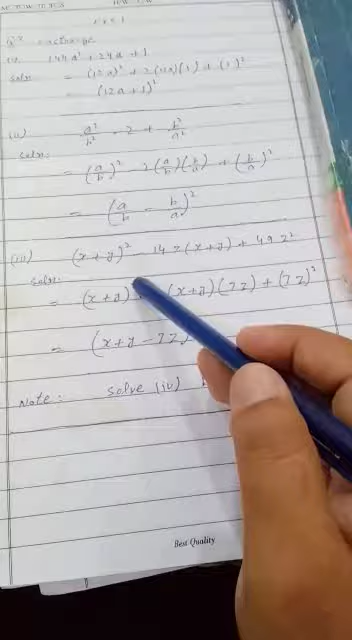 (i) 144a² + 24a + 1
Soln: = (12a)² + 2(12a)(1) + (1)²
= (12a + 1)²
(ii) a²/b² - 2 + b²/a²
Soln:
= (a/b)² - 2(a/b)(b/a) + (b/a)²
= (a/b - b/a)²
(iii) (x+y)² - 14z(x+y) + 49z²
Soln:
= (x+y) (x+y)(7z) + (7z)²
= (x+y-7z)
Note: Solve (iv)
Best Quality